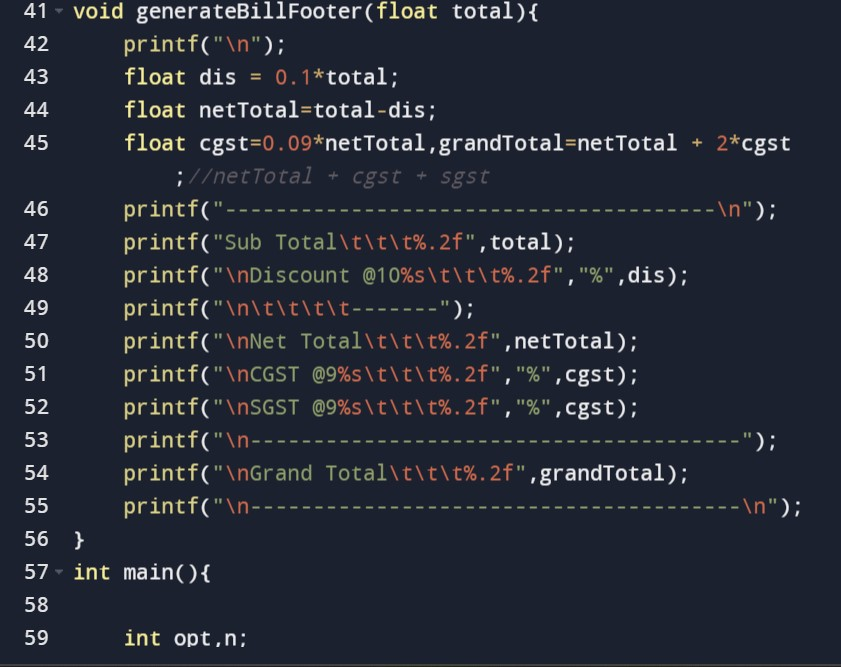 41 void generateBillFooter(float total){
42     printf("\n");
43     float dis = 0.1*total;
44     float netTotal=total-dis;
45     float cgst=0.09*netTotal,grandTotal=netTotal + 2*cgst
        ;//netTotal + cgst + sgst
46     printf("---------------------------------------\n");
47     printf("Sub Total\t\t\t%.2f",total);
48     printf("\nDiscount @10%s\t\t\t%.2f","%",dis);
49     printf("\n\t\t\t\t-------");
50     printf("\nNet Total\t\t\t%.2f",netTotal);
51     printf("\nCGST @9%s\t\t\t%.2f","%",cgst);
52     printf("\nSGST @9%s\t\t\t%.2f","%",cgst);
53     printf("\n---------------------------------------");
54     printf("\nGrand Total\t\t\t%.2f",grandTotal);
55     printf("\n---------------------------------------\n");
56 }
57 int main(){
58
59     int opt,n;